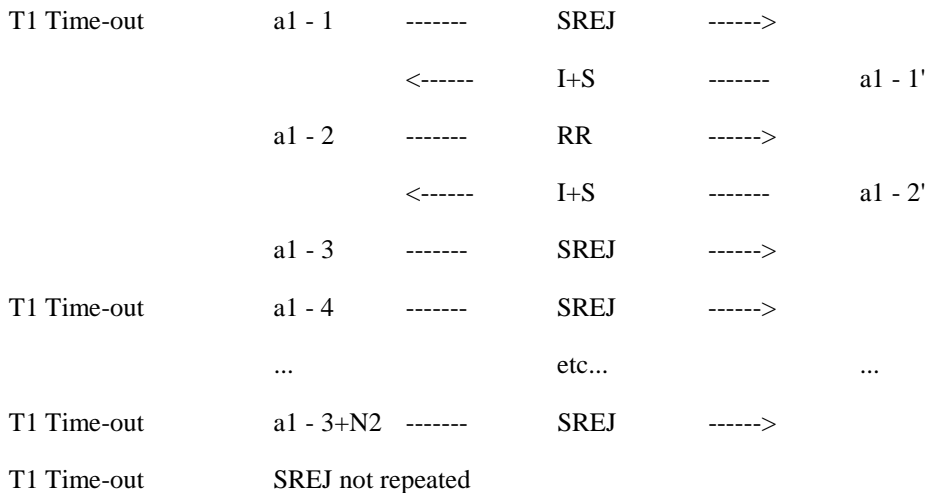 T1 Time-out a1 - 1 ------- SREJ ------>
<------ I+S ------- a1 - 1'
a1 - 2 ------- RR ------>
<------ I+S ------- a1 - 2'
a1 - 3 ------- SREJ ------>
T1 Time-out a1 - 4 ------- SREJ ------>
... etc... ...
T1 Time-out a1 - 3+N2 ------- SREJ ------>
T1 Time-out SREJ not repeated